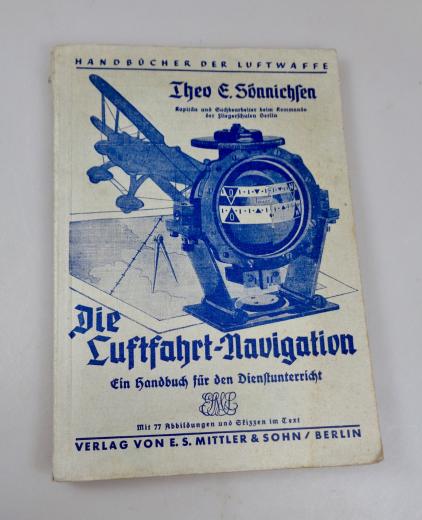 HANDBÜCHER DER LUFTWAFFE
Theo E. Sönnichsen
Kapitän und Sachbearbeiter beim Kommando
der Fliegerschulen Berlin
Die
Luftfahrt-Navigation
Ein Handbuch für den Dienstunterricht
Mit 77 Abbildungen und Skizzen im Text
VERLAG VON E. S. MITTLER & SOHN / BERLIN